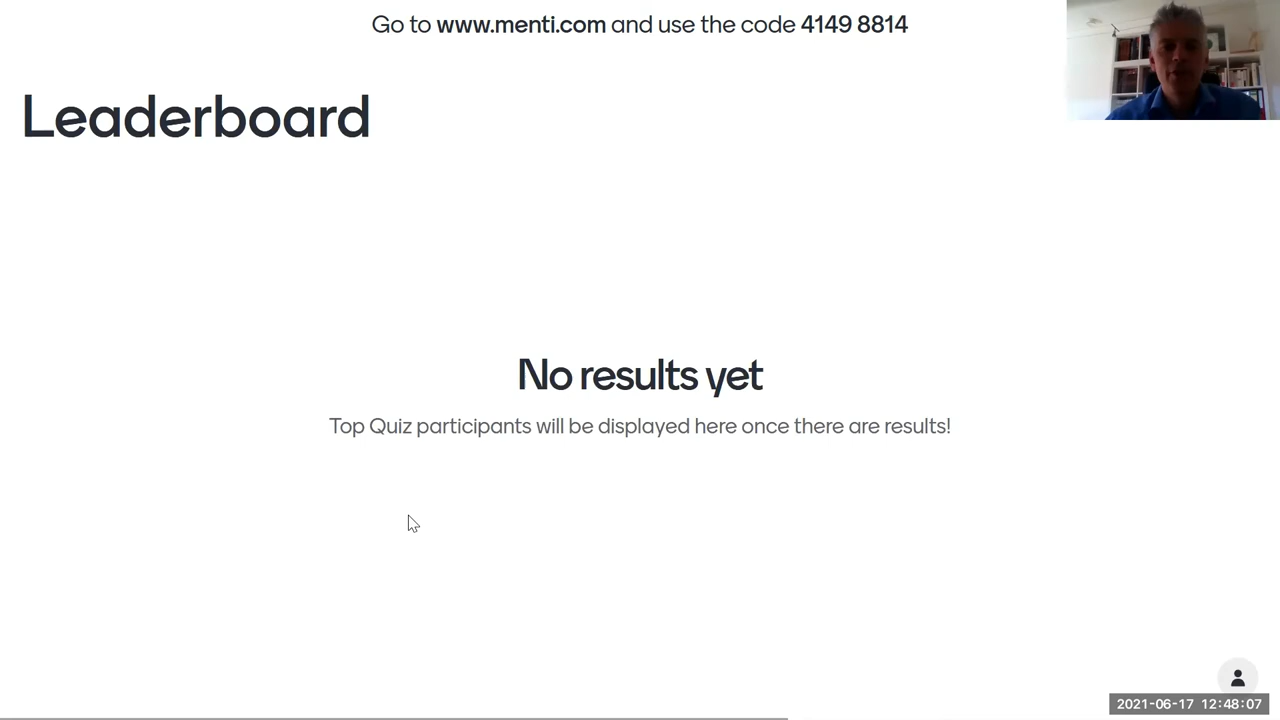 Go to www.menti.com and use the code 4149 8814
Leaderboard
No results yet
Top Quiz participants will be displayed here once there are results!
2021-06-17 12:48:07